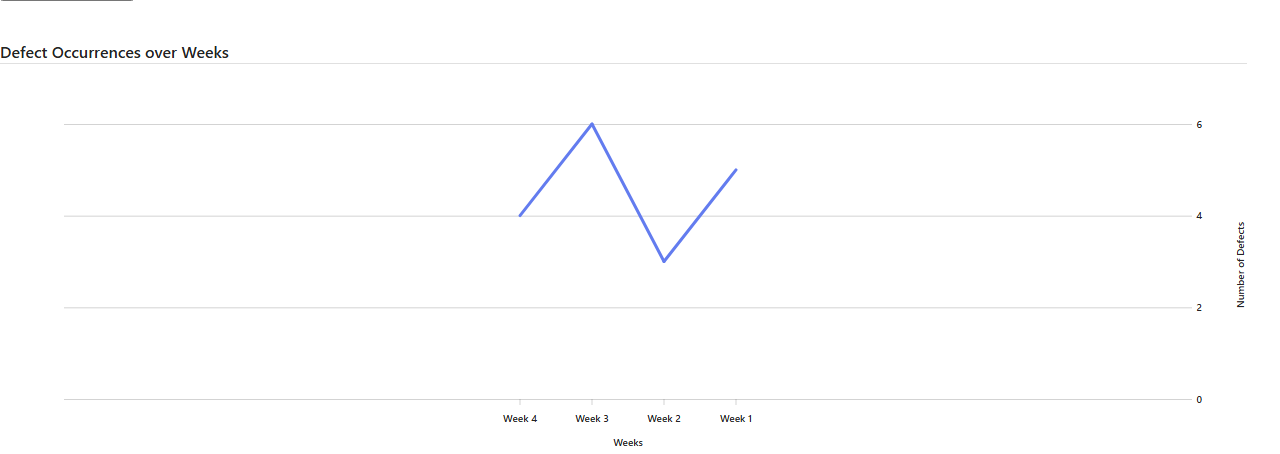 Defect Occurrences over Weeks
6
4
2
0
Number of Defects
Week 4 Week 3 Week 2 Week 1
Weeks